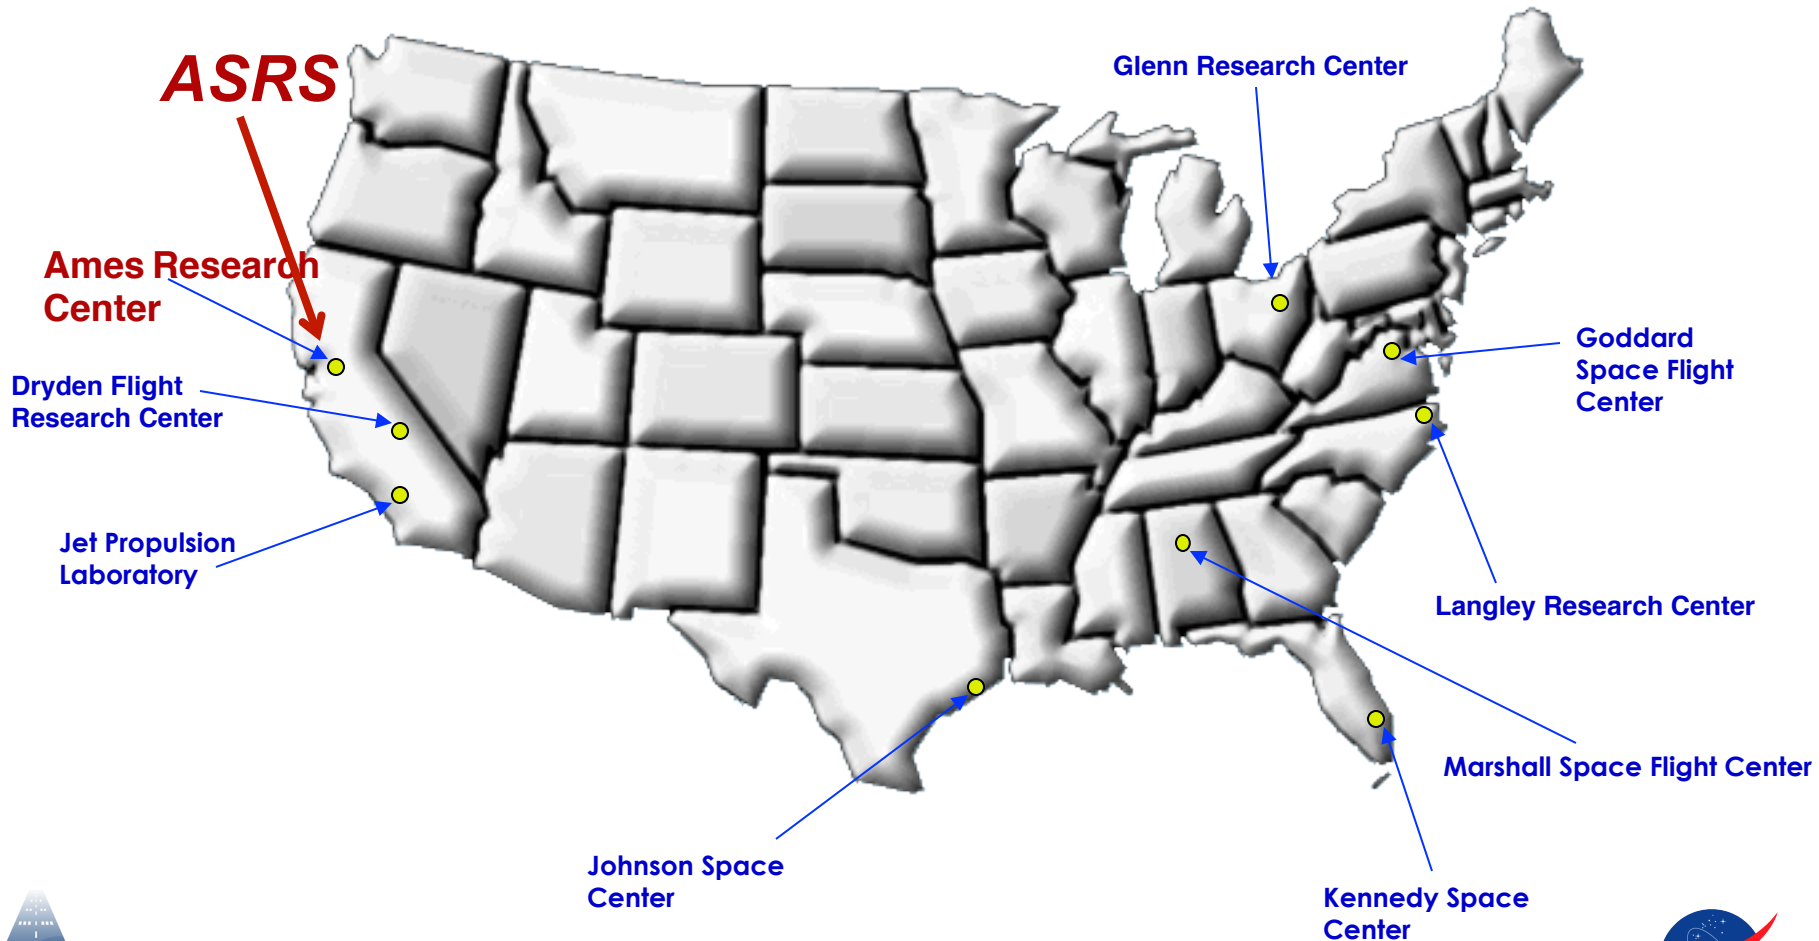 ASRS
Glenn Research Center
Ames Research
Center
Goddard
Space Flight
Center
Dryden Flight
Research Center
Jet Propulsion
Laboratory
Langley Research Center
Marshall Space Flight Center
Johnson Space
Center
Kennedy Space
Center